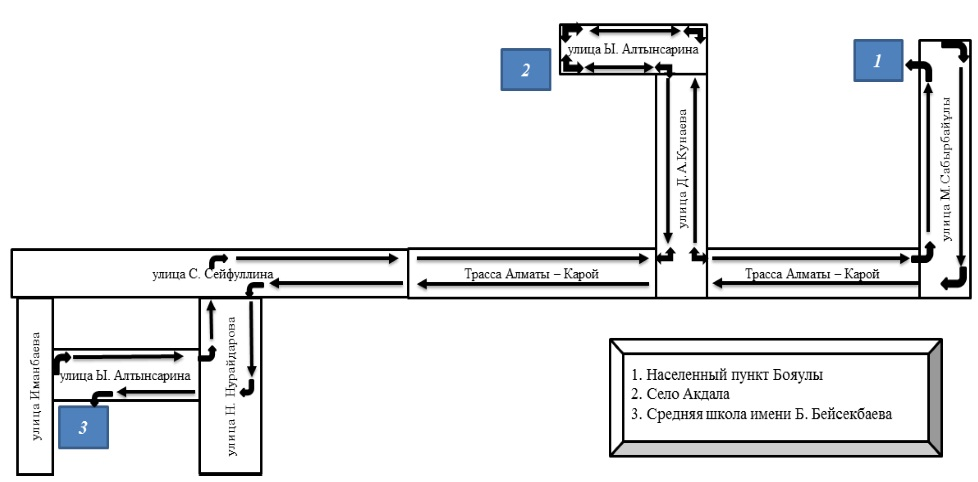 улица Ы. Алтынсарина
1
2
улица Д.А.Кунаева
улица М.Сабырбайұлы
улица С. Сейфуллина
Трасса Алматы – Карой
Трасса Алматы – Карой
улица Иманбаева
улица Ы. Алтынсарина
улица Н. Нурайдарова
3
1. Населенный пункт Бояулы
2. Село Акдала
3. Средняя школа имени Б. Бейсекбаева